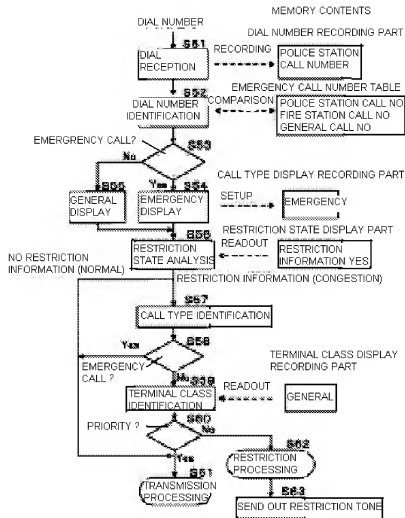 DIAL NUMBER
MEMORY CONTENTS
DIAL NUMBER RECORDING PART
S51
DIAL RECEPTION
RECORDING
POLICE STATION CALL NUMBER
S52
EMERGENCY CALL NUMBER TABLE
DIAL NUMBER IDENTIFICATION
COMPARISON
POLICE STATION CALL NO
FIRE STATION CALL NO
GENERAL CALL NO
EMERGRENCY CALL?
S53
No
Yes
CALL TYPE DISPLAY RECORDING PART
S55
S54
GENERAL DISPLAY
EMERGENCY DISPLAY
SETUP
EMERGENCY
S56
RESTRICTION STATE DISPLAY PART
NO RESTRICTION INFORMATION (NORMAL)
RESTRICTION STATE ANALYSIS
READOUT
RESTRICTION INFORMATION YES
RESTRICTION INFORMATION (CONGESTION)
S57
CALL TYPE IDENTIFICATION
S58
Yes
EMERGENCY CALL ?
No
TERMINAL CLASS DISPLAY RECORDING PART
S59
TERMINAL CLASS IDENTIFICATION
READOUT
GENERAL
S60
PRIORITY ?
No
Yes
S62
RESTRICTION PROCESSING
S61
TRANSMISSION PROCESSING
S63
SEND OUT RESTRICTION TONE